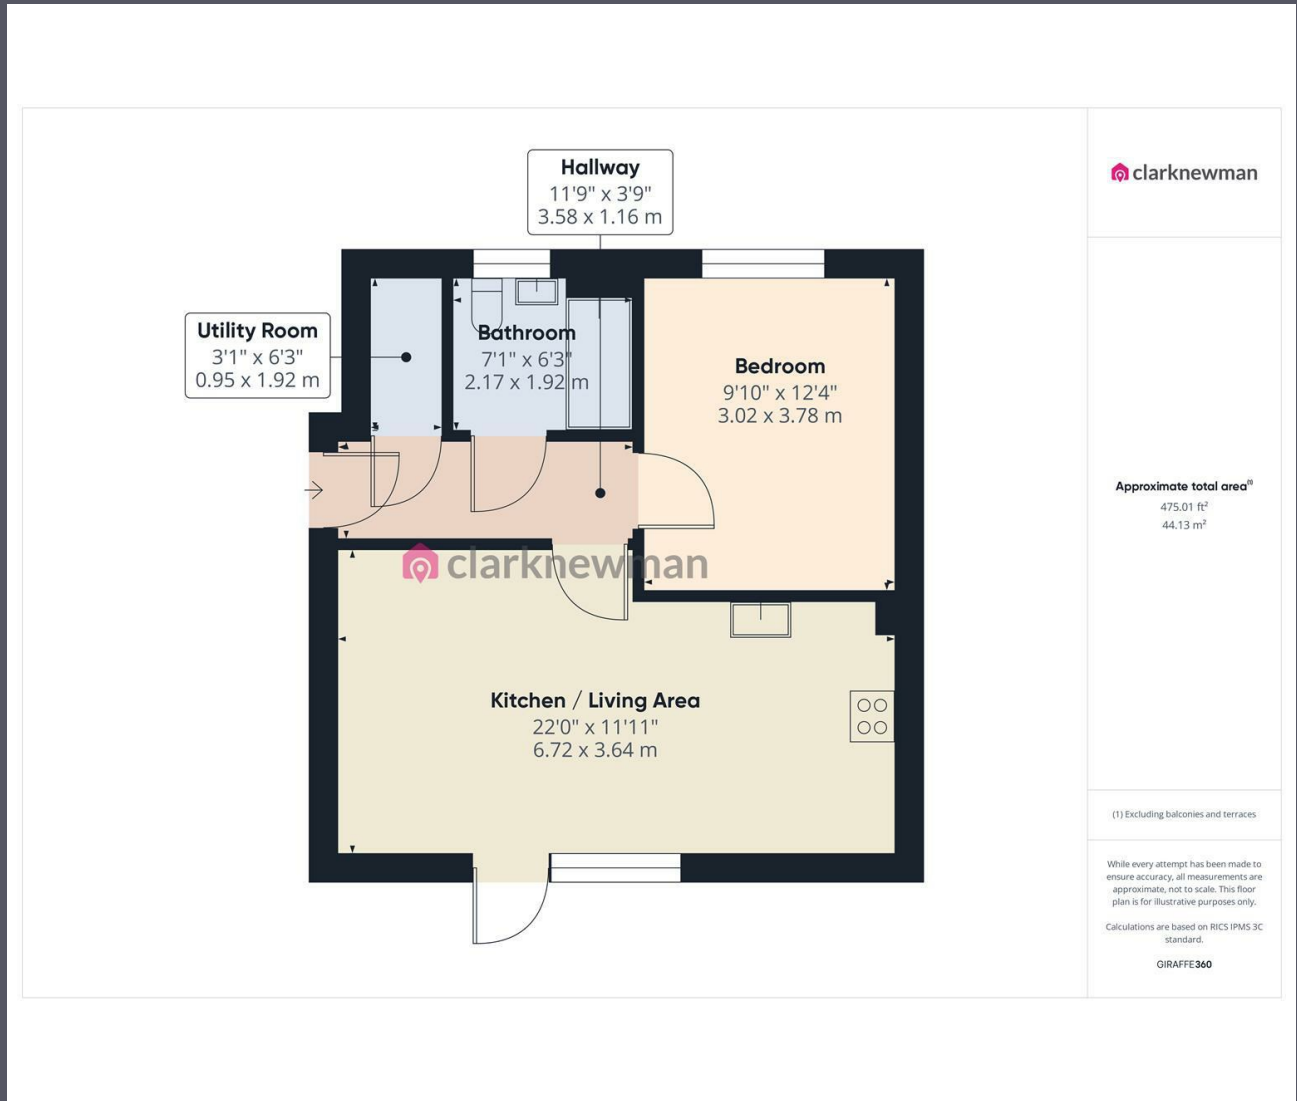 Hallway
11'9" x 3'9"
3.58 x 1.16 m
clarknewman
Utility Room
3'1" x 6'3"
0.95 x 1.92 m
Bathroom
7'1" x 6'3"
2.17 x 1.92 m
Bedroom
9'10" x 12'4"
3.02 x 3.78 m
clarknewman
Kitchen / Living Area
22'0" x 11'11"
6.72 x 3.64 m
Approximate total area⁽¹⁾
475.01 ft²
44.13 m²
(1) Excluding balconies and terraces
While every attempt has been made to
ensure accuracy, all measurements are
approximate, not to scale. This floor
plan is for illustrative purposes only.
Calculations are based on RICS IPMS 3C
standard.
GIRAFFE360